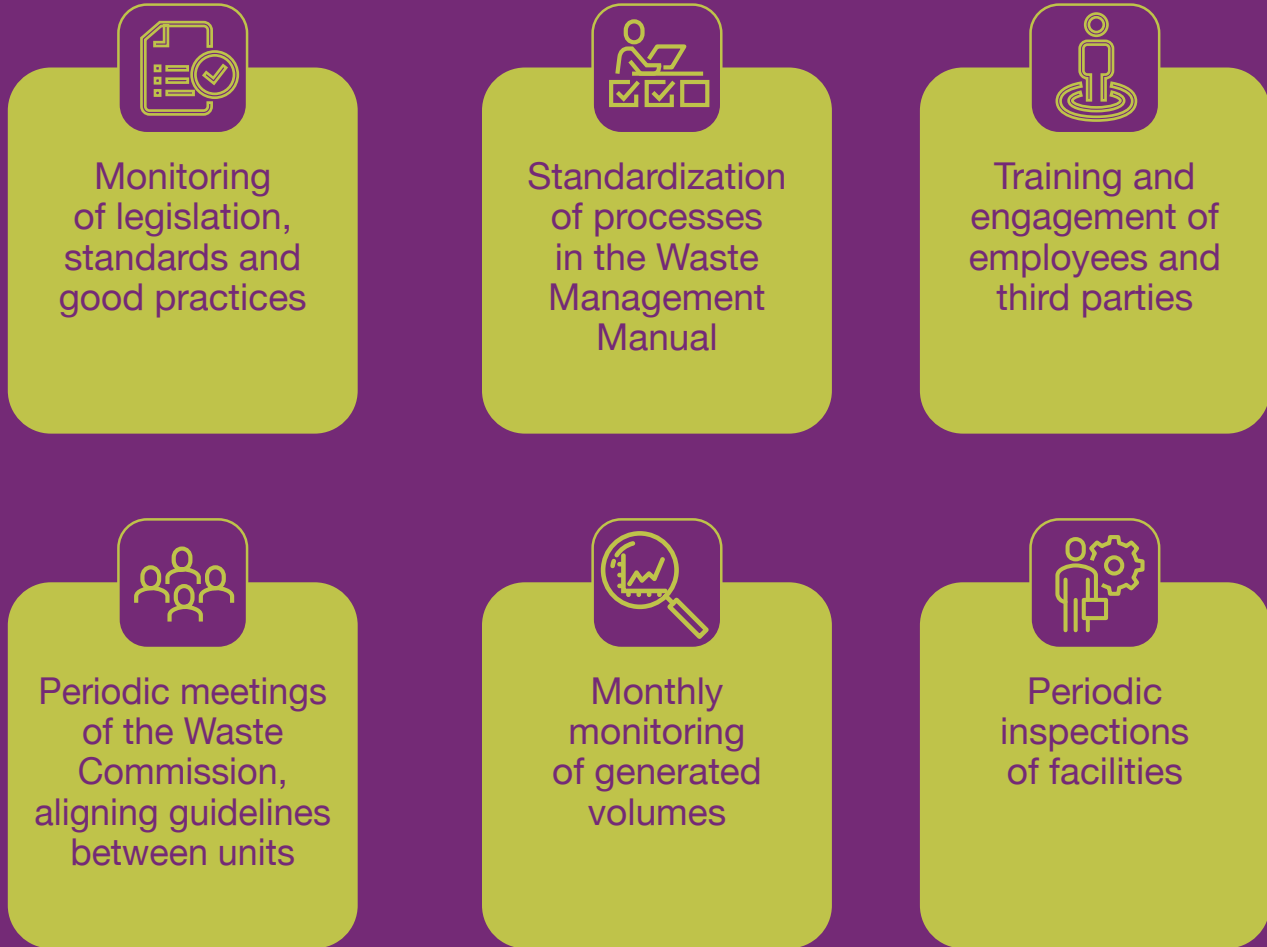 Monitoring
of legislation,
standards and
good practices
Standardization
of processes
in the Waste
Management
Manual
Training and
engagement of
employees and
third parties
Periodic meetings
of the Waste
Commission,
aligning guidelines
between units
Monthly
monitoring
of generated
volumes
Periodic
inspections
of facilities